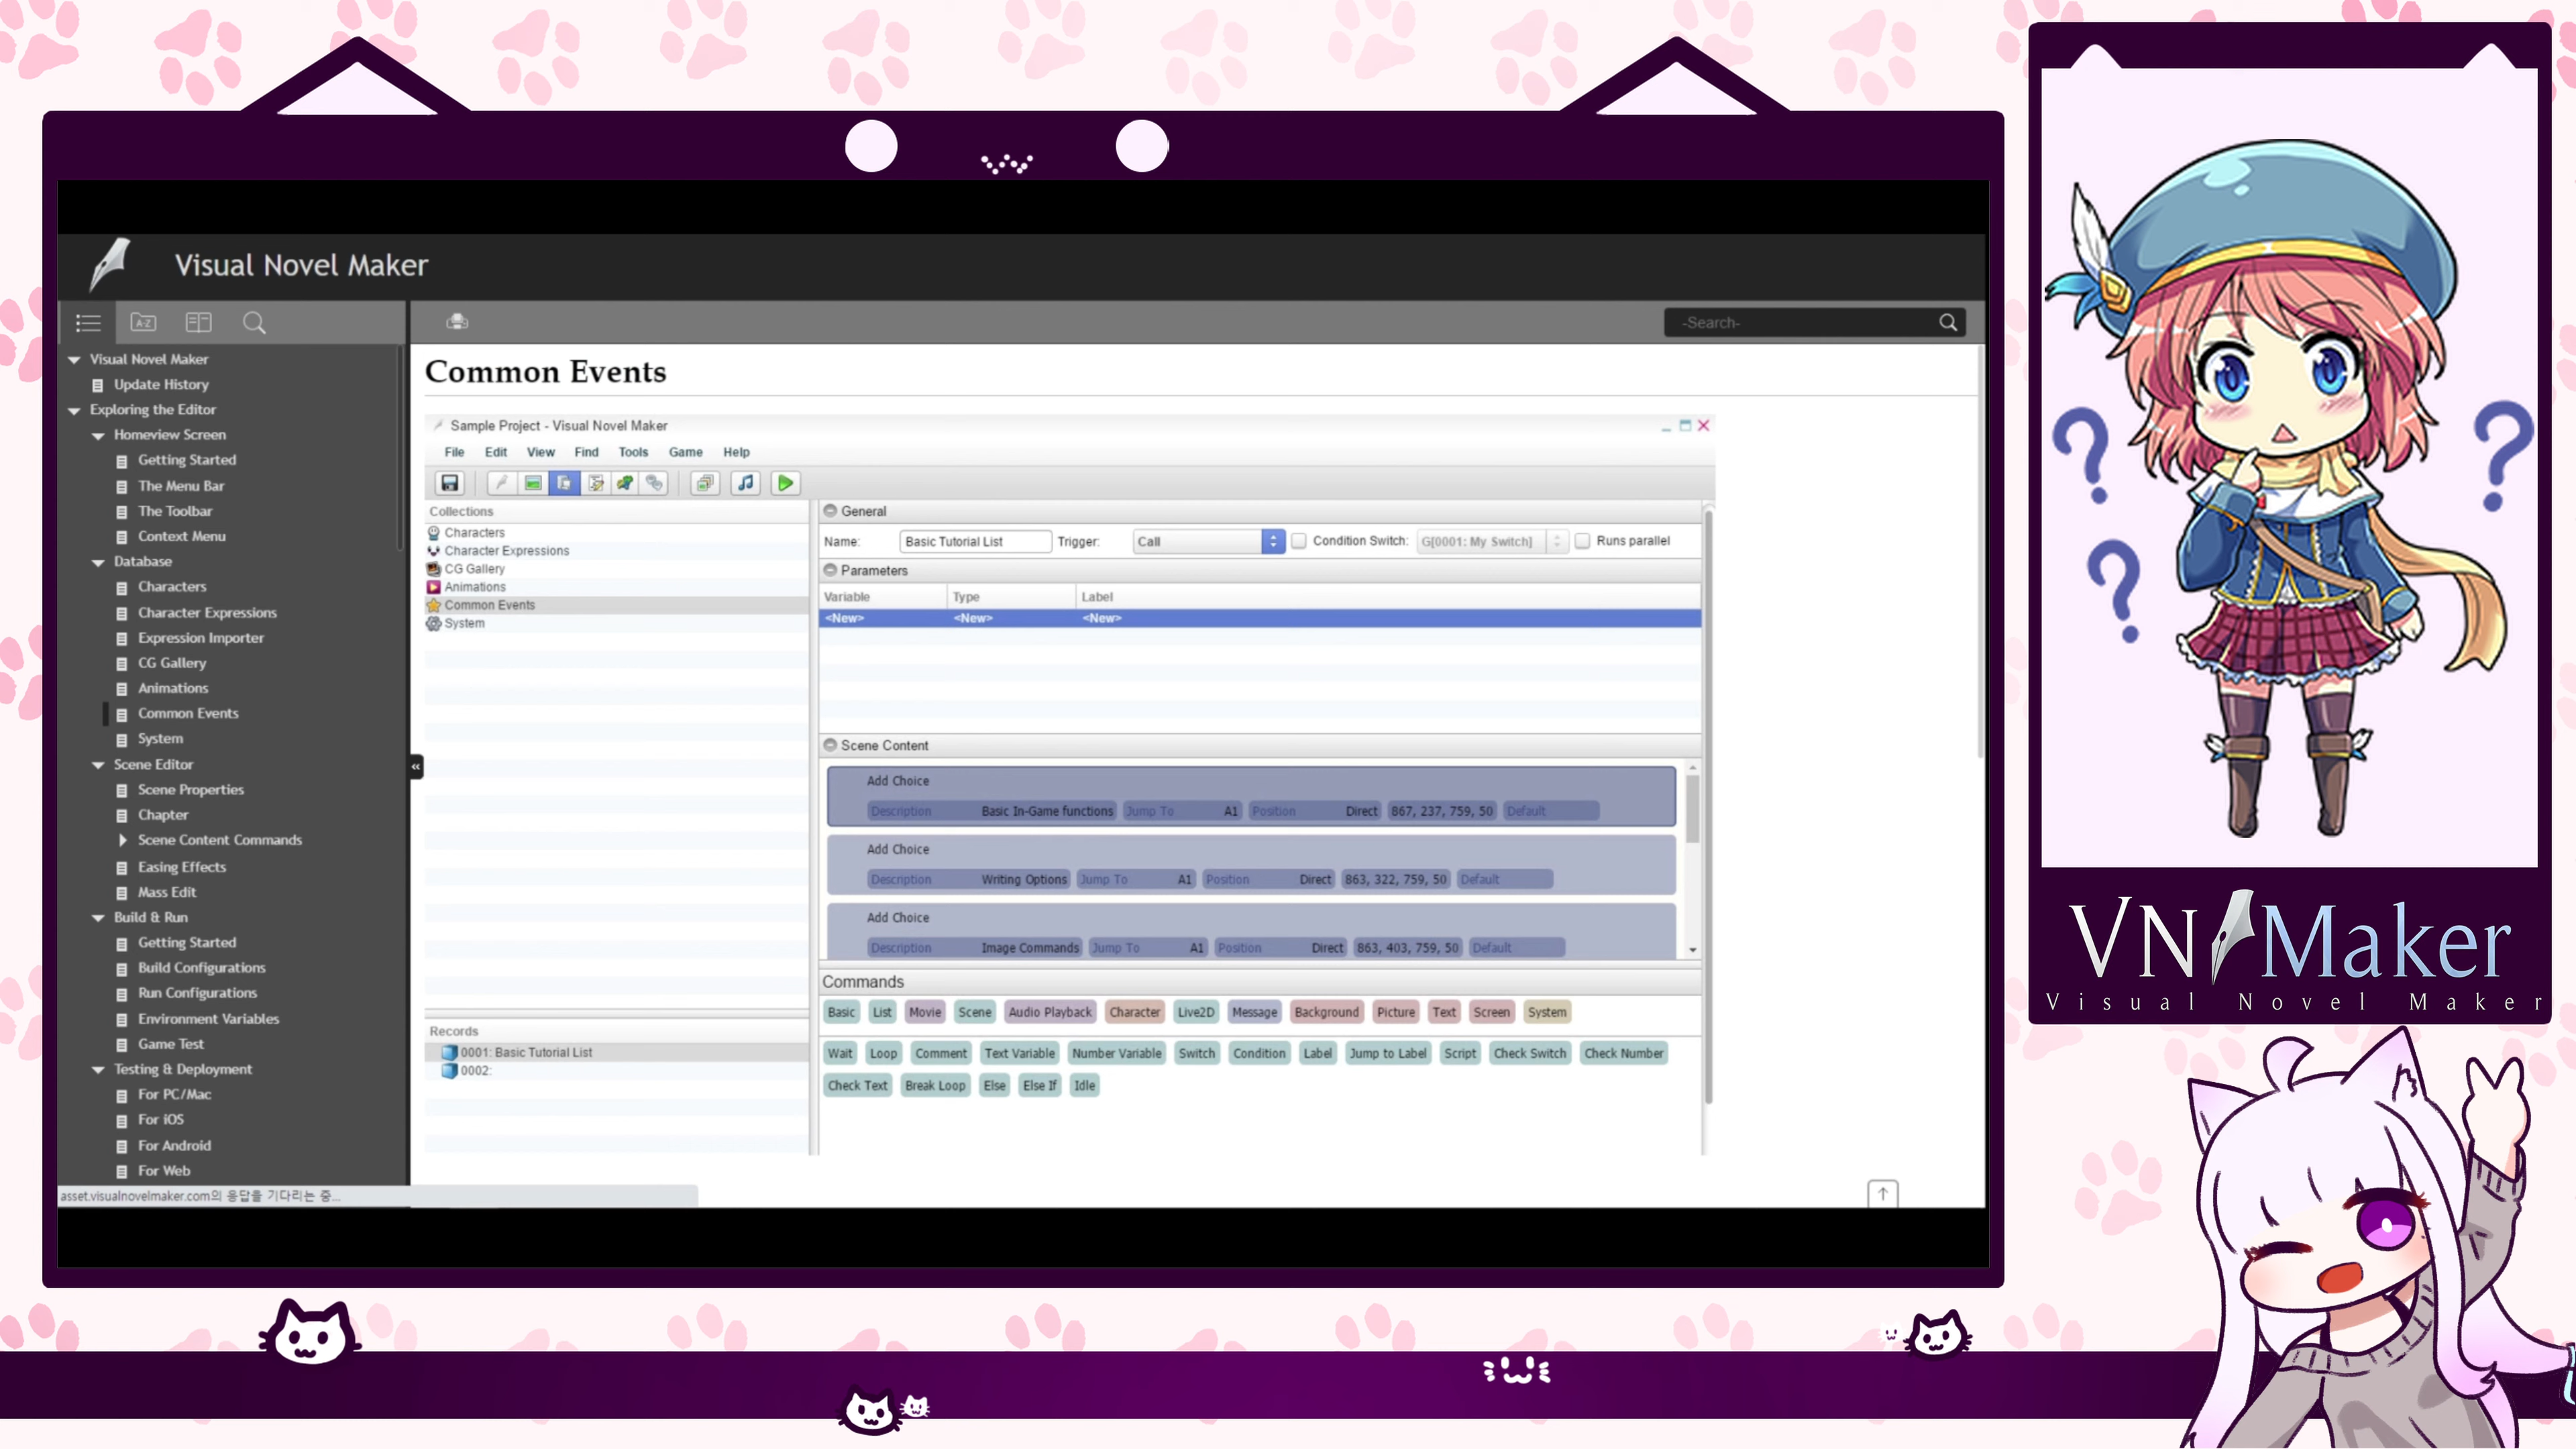 Visual Novel Maker
-Search-
Visual Novel Maker
Update History
Exploring the Editor
Homeview Screen
Getting Started
The Menu Bar
The Toolbar
Context Menu
Database
Characters
Character Expressions
Expression Importer
CG Gallery
Animations
Common Events
System
Scene Editor
Scene Properties
Chapter
Scene Content Commands
Easing Effects
Mass Edit
Build & Run
Getting Started
Build Configurations
Run Configurations
Environment Variables
Game Test
Testing & Deployment
For PC/Mac
For iOS
For Android
For Web
asset.visualnovelmaker.com의 응답을 기다리는 중...
Common Events
Sample Project - Visual Novel Maker
File Edit View Find Tools Game Help
Collections
Characters
Character Expressions
CG Gallery
Animations
Common Events
System
Records
0001: Basic Tutorial List
0002:
General
Name: Basic Tutorial List Trigger: Call Condition Switch: G[0001: My Switch] Runs parallel
Parameters
Variable Type Label
<New> <New> <New>
Scene Content
Add Choice
Description Basic In-Game functions Jump To A1 Position Direct 867, 237, 759, 50 Default
Add Choice
Description Writing Options Jump To A1 Position Direct 863, 322, 759, 50 Default
Add Choice
Description Image Commands Jump To A1 Position Direct 863, 403, 759, 50 Default
Commands
Basic List Movie Scene Audio Playback Character Live2D Message Background Picture Text Screen System
Wait Loop Comment Text Variable Number Variable Switch Condition Label Jump to Label Script Check Switch Check Number
Check Text Break Loop Else Else If Idle
? ? ?
VN Maker
Visual Novel Maker